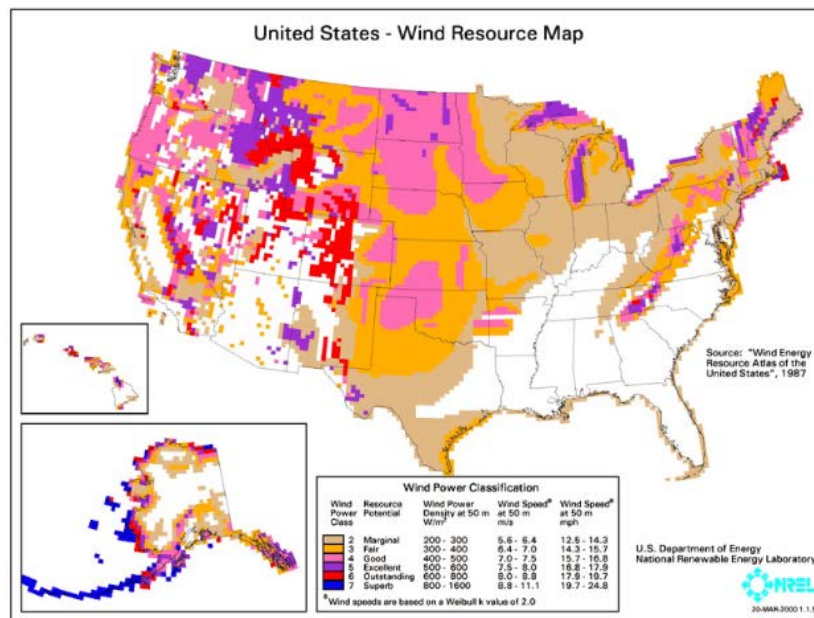 United States - Wind Resource Map
Source: "Wind Energy
Resource Atlas of the
United States", 1987
Wind Power Classification
Wind Power Class
Resource Potential
Wind Power Density at 50 m W/m²
Wind Speedª at 50 m m/s
Wind Speedª at 50 m mph
2 Marginal 200 - 300 5.6 - 6.4 12.5 - 14.3
3 Fair 300 - 400 6.4 - 7.0 14.3 - 15.7
4 Good 400 - 500 7.0 - 7.5 15.7 - 16.8
5 Excellent 500 - 600 7.5 - 8.0 16.8 - 17.9
6 Outstanding 600 - 800 8.0 - 8.8 17.9 - 19.7
7 Superb 800 - 1600 8.8 - 11.1 19.7 - 24.8
ª Wind speeds are based on a Weibull k value of 2.0
U.S. Department of Energy
National Renewable Energy Laboratory
NREL
20-MAR-2000 1.1.5